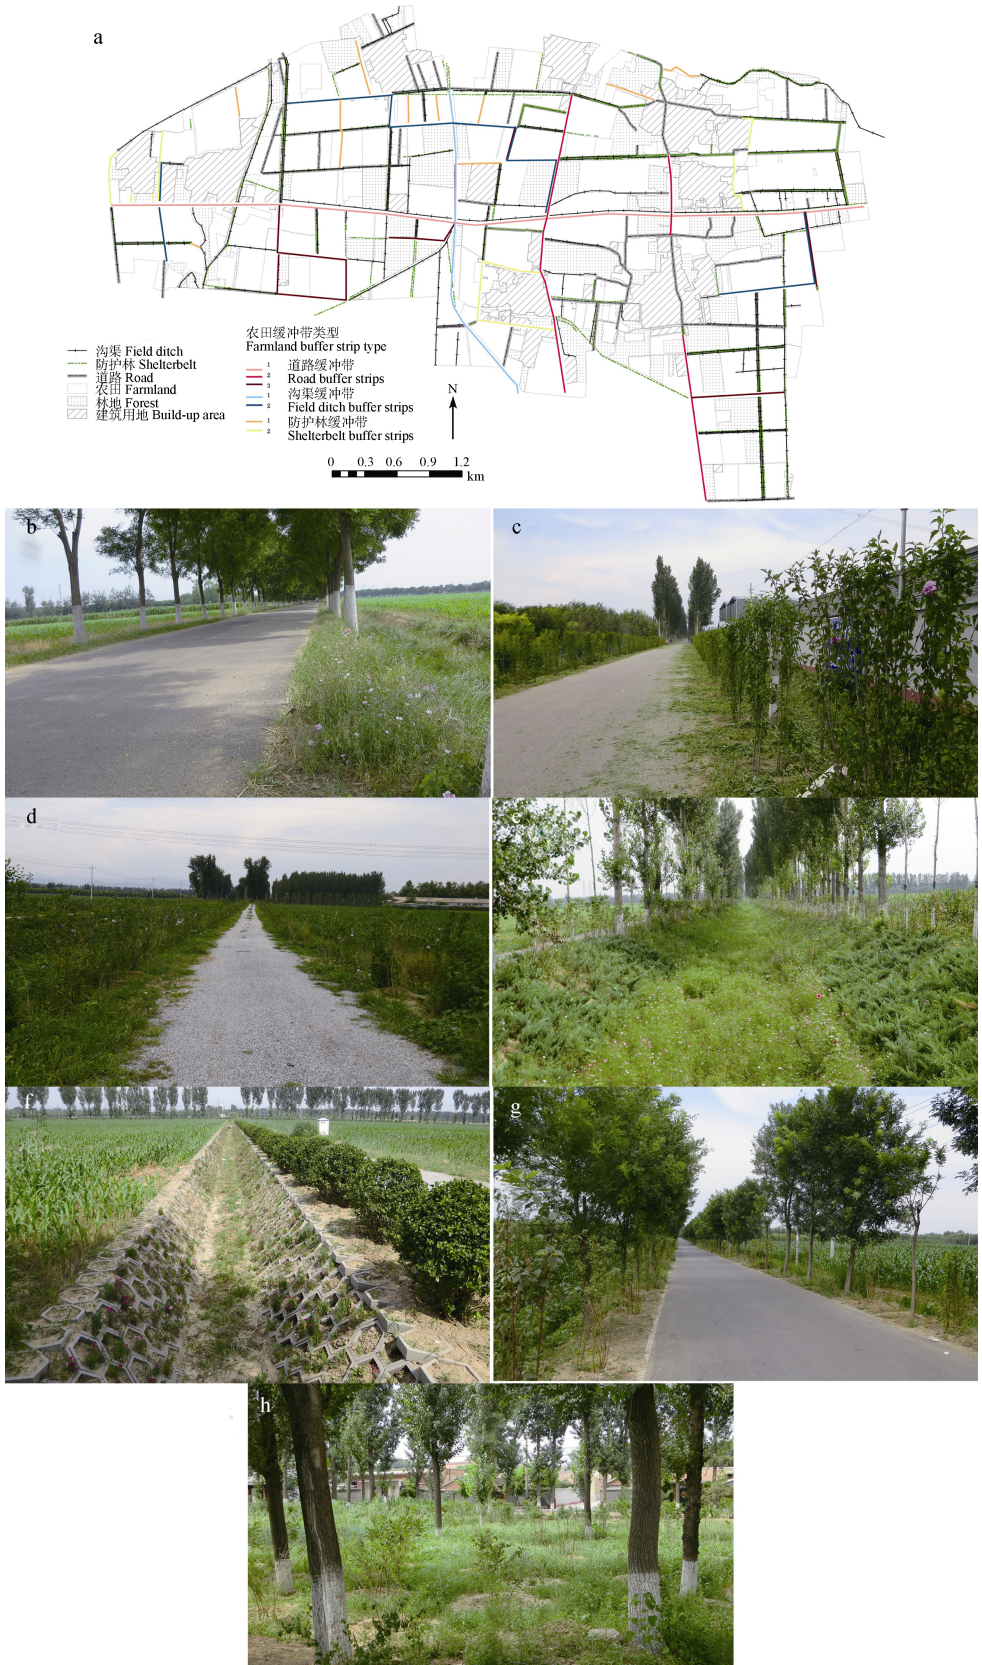 a
沟渠 Field ditch
防护林 Shelterbelt
道路 Road
农田 Farmland
林地 Forest
建筑用地 Build-up area
农田缓冲带类型
Farmland buffer strip type
1 道路缓冲带
2 Road buffer strips
3
1 沟渠缓冲带
2 Field ditch buffer strips
1 防护林缓冲带
2 Shelterbelt buffer strips
N
0 0.3 0.6 0.9 1.2
km
b
c
d
e
f
g
h